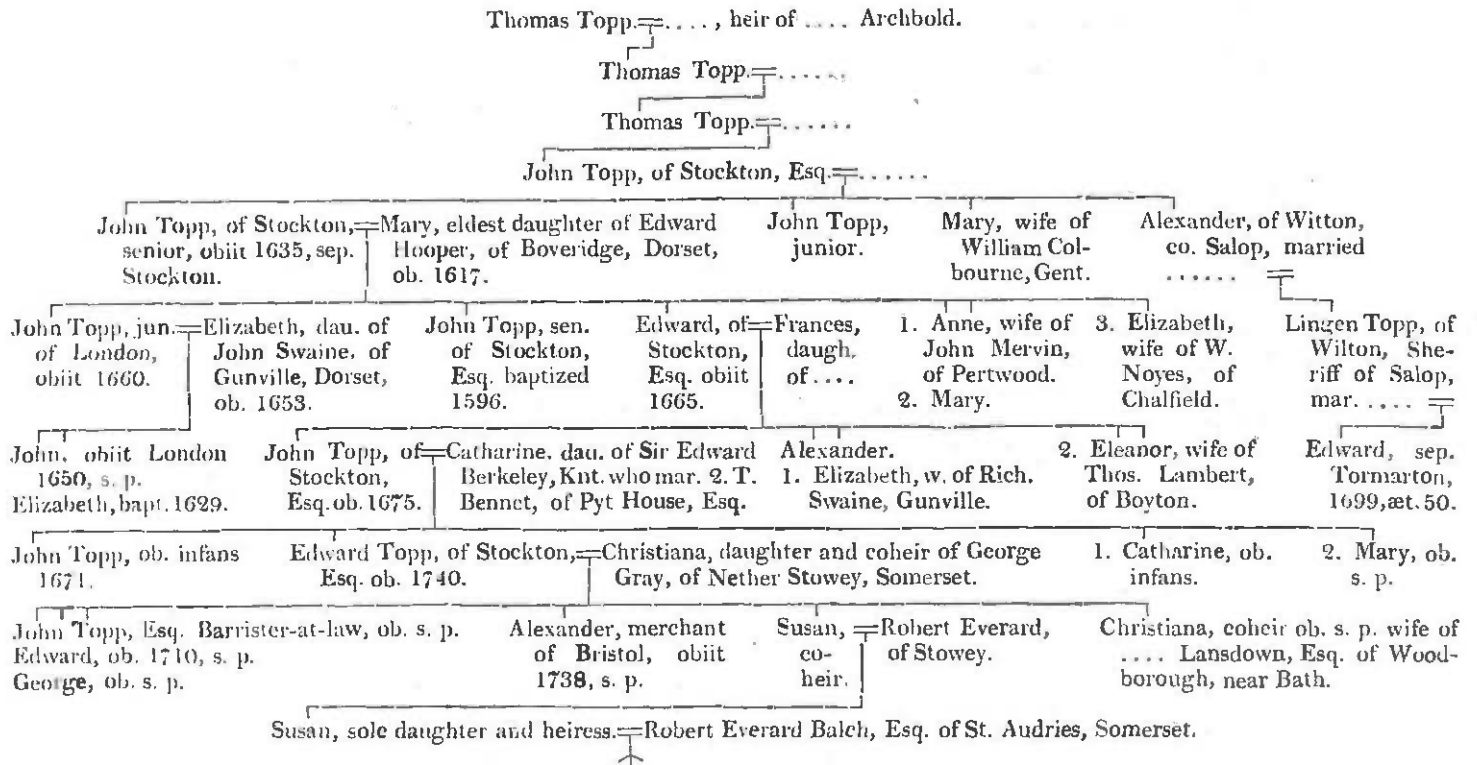 Thomas Topp.=...., heir of .... Archbold.
Thomas Topp.=......
Thomas Topp.=......
John Topp, of Stockton, Esq.=......
John Topp, of Stockton,=Mary, eldest daughter of Edward
senior, obiit 1635, sep.
Stockton.
Hooper, of Boveridge, Dorset,
ob. 1617.
John Topp,
junior.
Mary, wife of
William Col-
bourne, Gent.
Alexander, of Witton,
co. Salop, married
...... =
John Topp, jun.=Elizabeth, dau. of
of London,
obiit 1660.
John Swaine, of
Gunville, Dorset,
ob. 1653.
John Topp, sen.
of Stockton,
Esq. baptized
1596.
Edward, of=Frances,
Stockton,
Esq. obiit
1665.
daugh.
of....
1. Anne, wife of
John Mervin,
of Pertwood.
2. Mary.
3. Elizabeth,
wife of W.
Noyes, of
Chalfield.
Lingen Topp, of
Wilton, She-
riff of Salop,
mar. ..... =
John, obiit London
1650, s. p.
Elizabeth, bapt. 1629.
John Topp, of=Catharine, dau. of Sir Edward
Stockton,
Esq. ob. 1675.
Berkeley, Knt. who mar. 2. T.
Bennet, of Pyt House, Esq.
Alexander.
1. Elizabeth, w. of Rich.
Swaine, Gunville.
2. Eleanor, wife of
Thos. Lambert,
of Boyton.
Edward, sep.
Tormarton,
1699, æt. 50.
John Topp, ob. infans
1671.
Edward Topp, of Stockton,=Christiana, daughter and coheir of George
Esq. ob. 1740.
Gray, of Nether Stowey, Somerset.
1. Catharine, ob.
infans.
2. Mary, ob.
s. p.
John Topp, Esq. Barrister-at-law, ob. s. p.
Edward, ob. 1710, s. p.
George, ob. s. p.
Alexander, merchant
of Bristol, obiit
1738, s. p.
Susan, =Robert Everard,
co-
heir.
of Stowey.
Christiana, coheir ob. s. p. wife of
.... Lansdown, Esq. of Wood-
borough, near Bath.
Susan, sole daughter and heiress.=Robert Everard Balch, Esq. of St. Audries, Somerset.